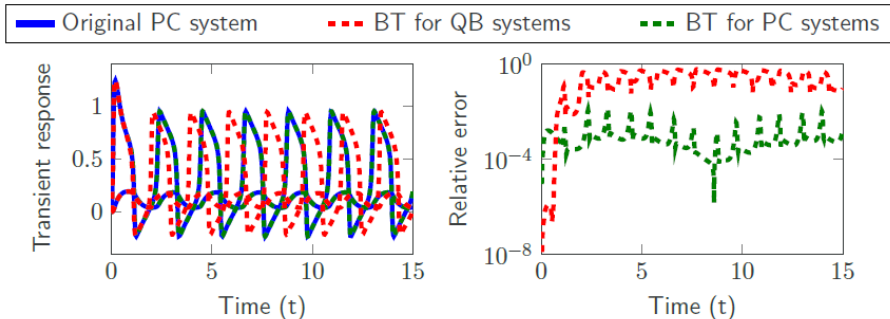 Original PC system BT for QB systems BT for PC systems
Transient response
1
0.5
0
0 5 10 15
Time (t)
Relative error
10^0
10^−4
10^−8
0 5 10 15
Time (t)